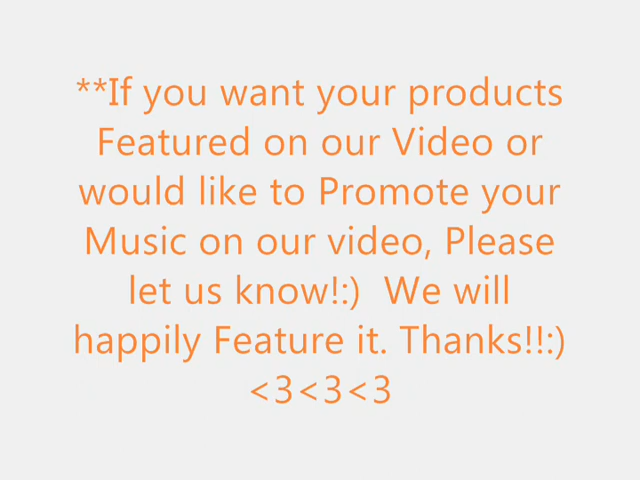 **If you want your products
Featured on our Video or
would like to Promote your
Music on our video, Please
let us know!:)  We will
happily Feature it. Thanks!!:)
<3<3<3